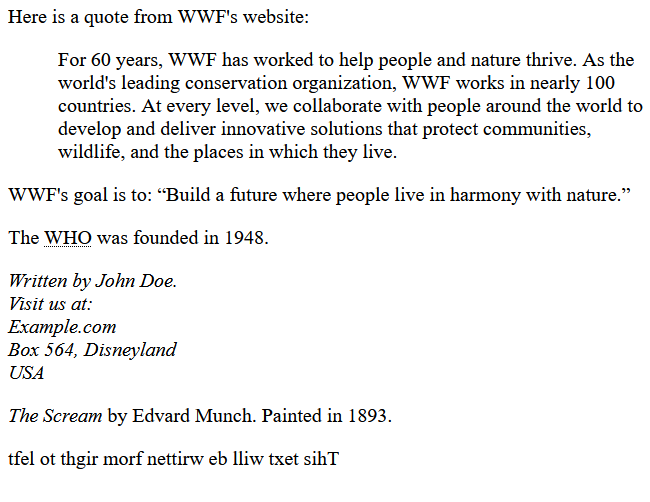 Here is a quote from WWF's website:
For 60 years, WWF has worked to help people and nature thrive. As the
world's leading conservation organization, WWF works in nearly 100
countries. At every level, we collaborate with people around the world to
develop and deliver innovative solutions that protect communities,
wildlife, and the places in which they live.
WWF's goal is to: “Build a future where people live in harmony with nature.”
The WHO was founded in 1948.
Written by John Doe.
Visit us at:
Example.com
Box 564, Disneyland
USA
The Scream by Edvard Munch. Painted in 1893.
tfel ot thgir morf nettirw eb lliw txet sihT